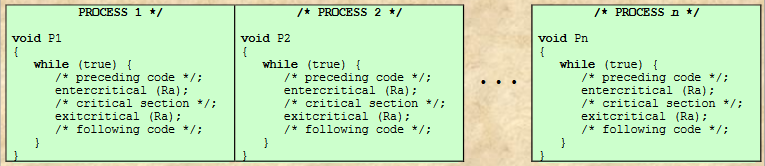 PROCESS 1 */
void P1
{
while (true) {
/* preceding code */;
entercritical (Ra);
/* critical section */;
exitcritical (Ra);
/* following code */;
}
}
/* PROCESS 2 */
void P2
{
while (true) {
/* preceding code */;
entercritical (Ra);
/* critical section */;
exitcritical (Ra);
/* following code */;
}
}
• • •
/* PROCESS n */
void Pn
{
while (true) {
/* preceding code */;
entercritical (Ra);
/* critical section */;
exitcritical (Ra);
/* following code */;
}
}